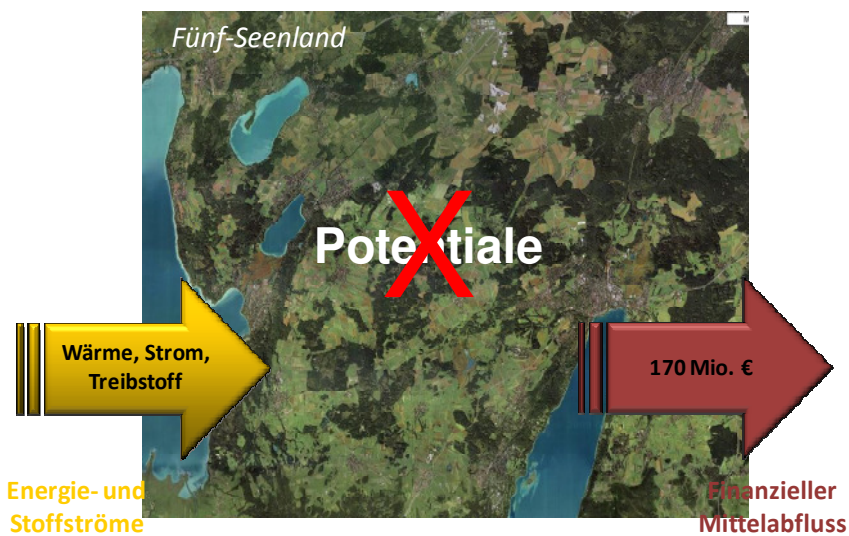 Fünf-Seenland
M
Potentiale
X
Wärme, Strom,
Treibstoff
170 Mio. €
Energie- und
Stoffströme
Finanzieller
Mittelabfluss